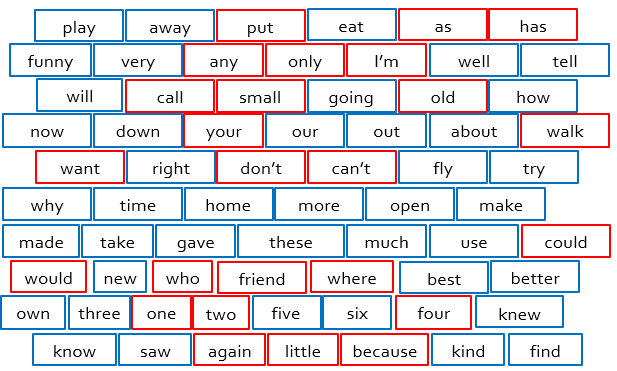 play away put eat as has
funny very any only I'm well tell
will call small going old how
now down your our out about walk
want right don't can't fly try
why time home more open make
made take gave these much use could
would new who friend where best better
own three one two five six four knew
know saw again little because kind find